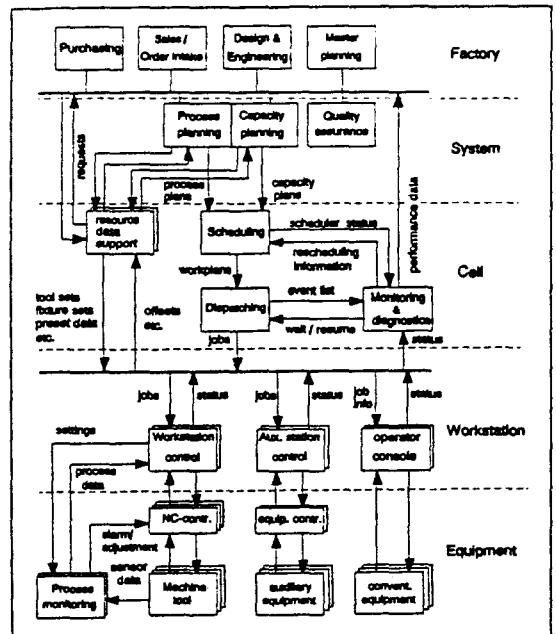 Purchasing
Sales /
Order Intake
Design &
Engineering
Master
planning
Factory
requests
Process
planning
Capacity
planning
Quality
assurance
System
process
plans
capacity
plans
performance data
resource
data
support
Scheduling
scheduler status
rescheduling
information
Cell
workplans
event list
Dispatching
Monitoring
&
diagnostics
wait / resume
tool sets
fixture sets
preset data
etc.
offsets
etc.
jobs
status
jobs
status
jobs
status
job
info
status
settings
Workstation
control
Aux. station
control
operator
console
Workstation
process
data
NC-contr.
equip. contr.
alarm/
adjustment
Equipment
sensor
data
Process
monitoring
Machine
tool
auxiliary
equipment
convent.
equipment